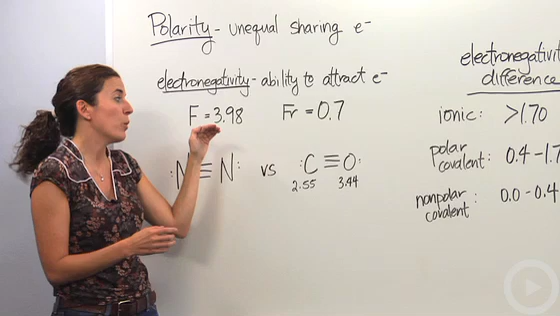 Polarity - unequal sharing e⁻
electronegativity - ability to attract e⁻
F = 3.98 Fr = 0.7
:N≡N: vs :C≡O:
2.55 3.44
electronegativit
difference
ionic: >1.70
polar covalent: 0.4-1.7
nonpolar covalent: 0.0-0.4